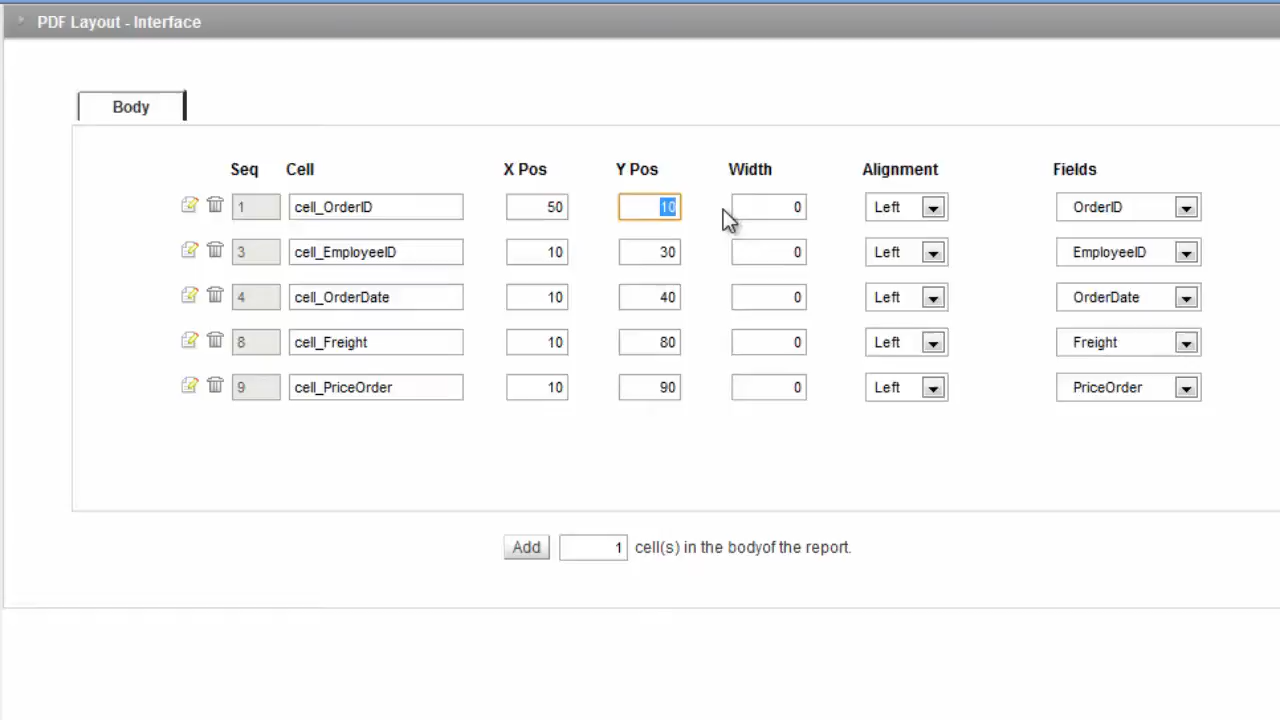 PDF Layout - Interface
Body
Seq Cell X Pos Y Pos Width Alignment Fields
1 cell_OrderID 50 10 0 Left OrderID
3 cell_EmployeeID 10 30 0 Left EmployeeID
4 cell_OrderDate 10 40 0 Left OrderDate
8 cell_Freight 10 80 0 Left Freight
9 cell_PriceOrder 10 90 0 Left PriceOrder
Add 1 cell(s) in the bodyof the report.